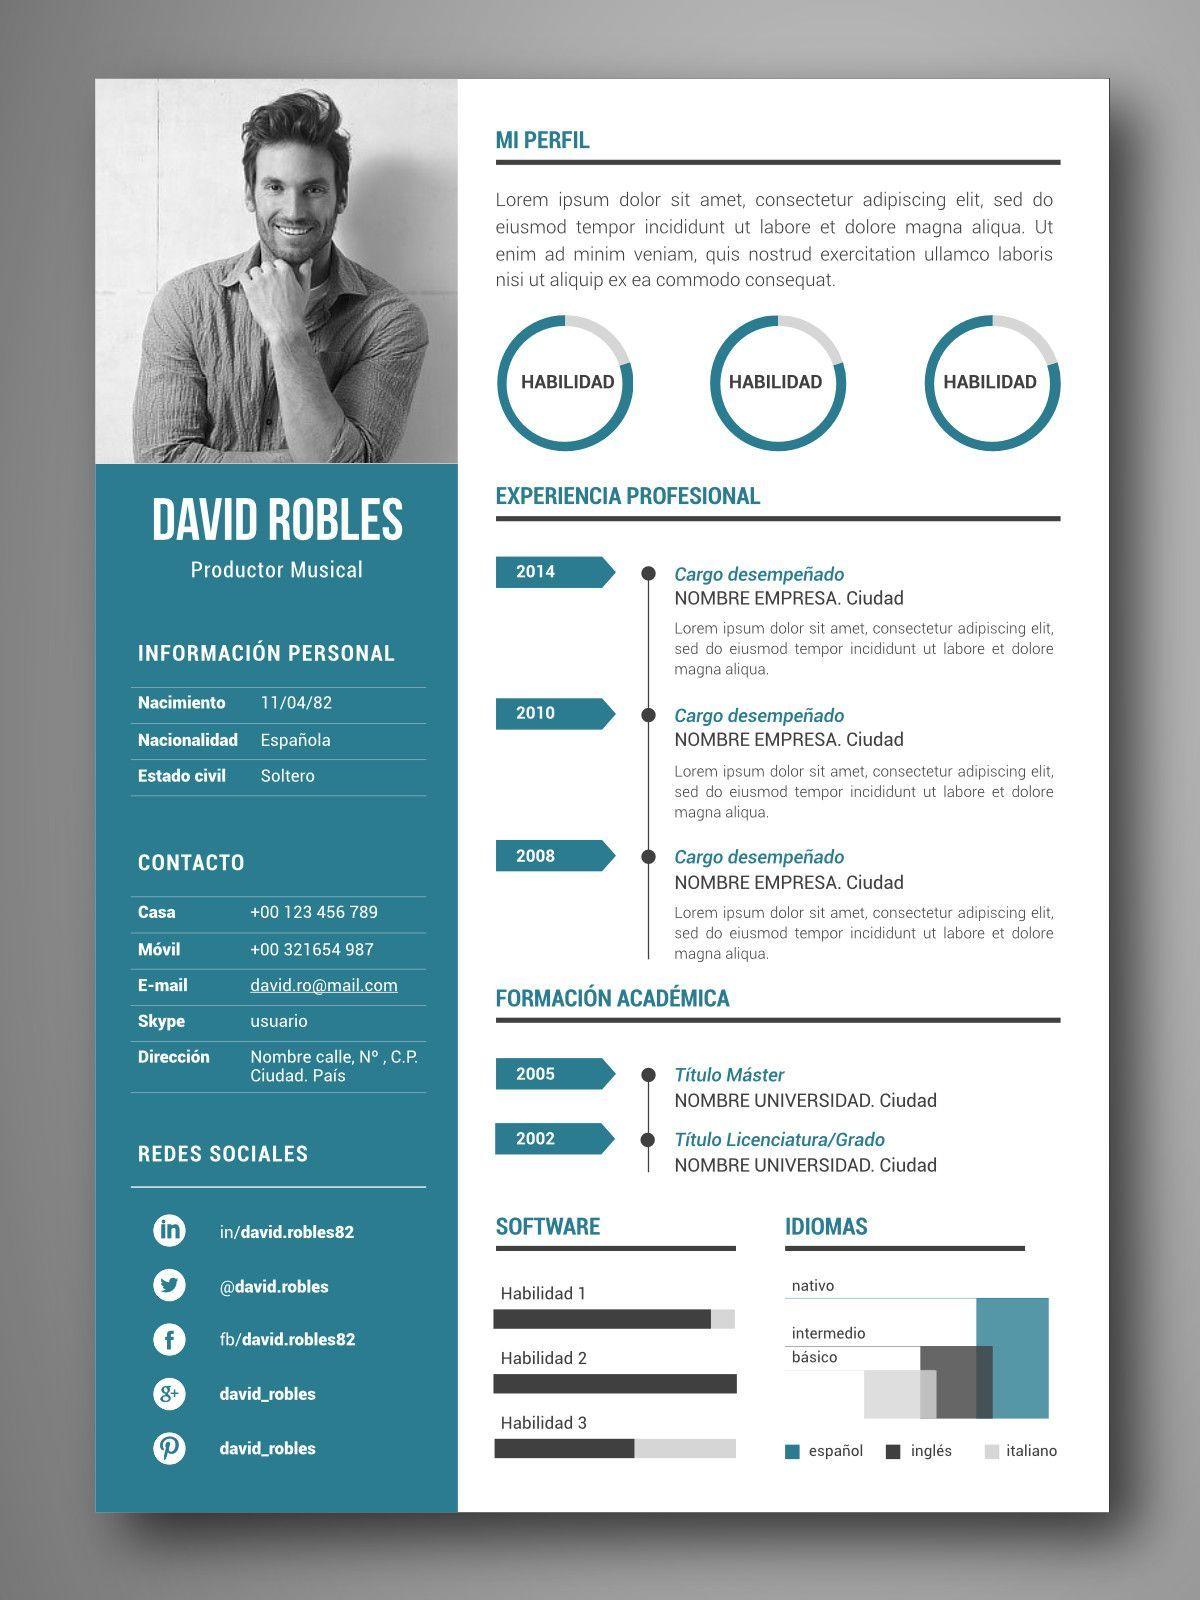 DAVID ROBLES
Productor Musical
INFORMACIÓN PERSONAL
Nacimiento 11/04/82
Nacionalidad Española
Estado civil Soltero
CONTACTO
Casa +00 123 456 789
Móvil +00 321654 987
E-mail david.ro@mail.com
Skype usuario
Dirección Nombre calle, Nº , C.P.
Ciudad. País
REDES SOCIALES
in in/david.robles82
@david.robles
f fb/david.robles82
g+ david_robles
david_robles
MI PERFIL
Lorem ipsum dolor sit amet, consectetur adipiscing elit, sed do
eiusmod tempor incididunt ut labore et dolore magna aliqua. Ut
enim ad minim veniam, quis nostrud exercitation ullamco laboris
nisi ut aliquip ex ea commodo consequat.
HABILIDAD HABILIDAD HABILIDAD
EXPERIENCIA PROFESIONAL
2014 Cargo desempeñado
NOMBRE EMPRESA. Ciudad
Lorem ipsum dolor sit amet, consectetur adipiscing elit,
sed do eiusmod tempor incididunt ut labore et dolore
magna aliqua.
2010 Cargo desempeñado
NOMBRE EMPRESA. Ciudad
Lorem ipsum dolor sit amet, consectetur adipiscing elit,
sed do eiusmod tempor incididunt ut labore et dolore
magna aliqua.
2008 Cargo desempeñado
NOMBRE EMPRESA. Ciudad
Lorem ipsum dolor sit amet, consectetur adipiscing elit,
sed do eiusmod tempor incididunt ut labore et dolore
magna aliqua.
FORMACIÓN ACADÉMICA
2005 Título Máster
NOMBRE UNIVERSIDAD. Ciudad
2002 Título Licenciatura/Grado
NOMBRE UNIVERSIDAD. Ciudad
SOFTWARE
Habilidad 1
Habilidad 2
Habilidad 3
IDIOMAS
nativo
intermedio
básico
español inglés italiano